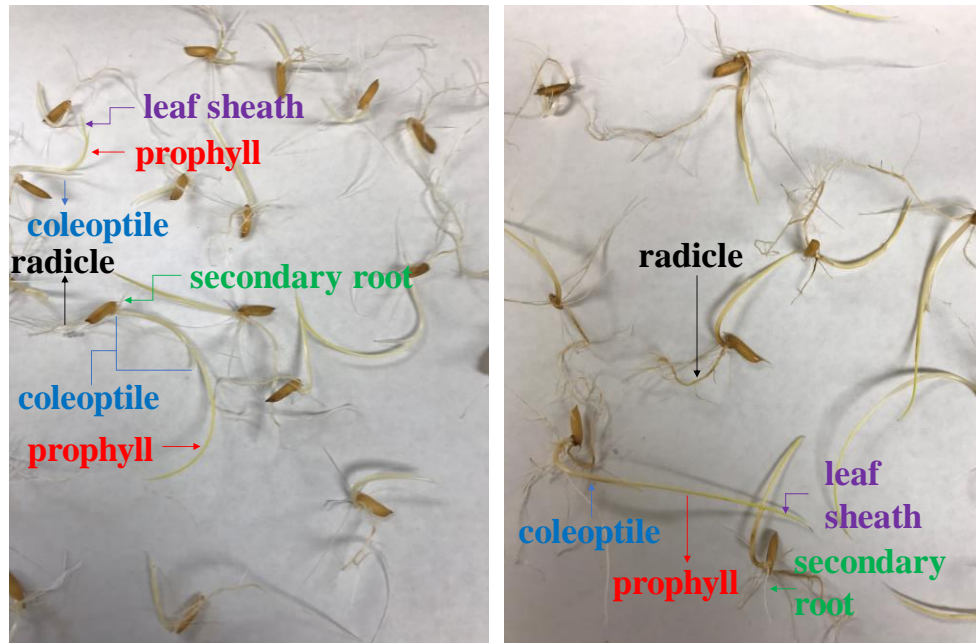 leaf sheath
prophyll
coleoptile
radicle
secondary root
coleoptile
prophyll
radicle
leaf
sheath
coleoptile
prophyll
secondary
root